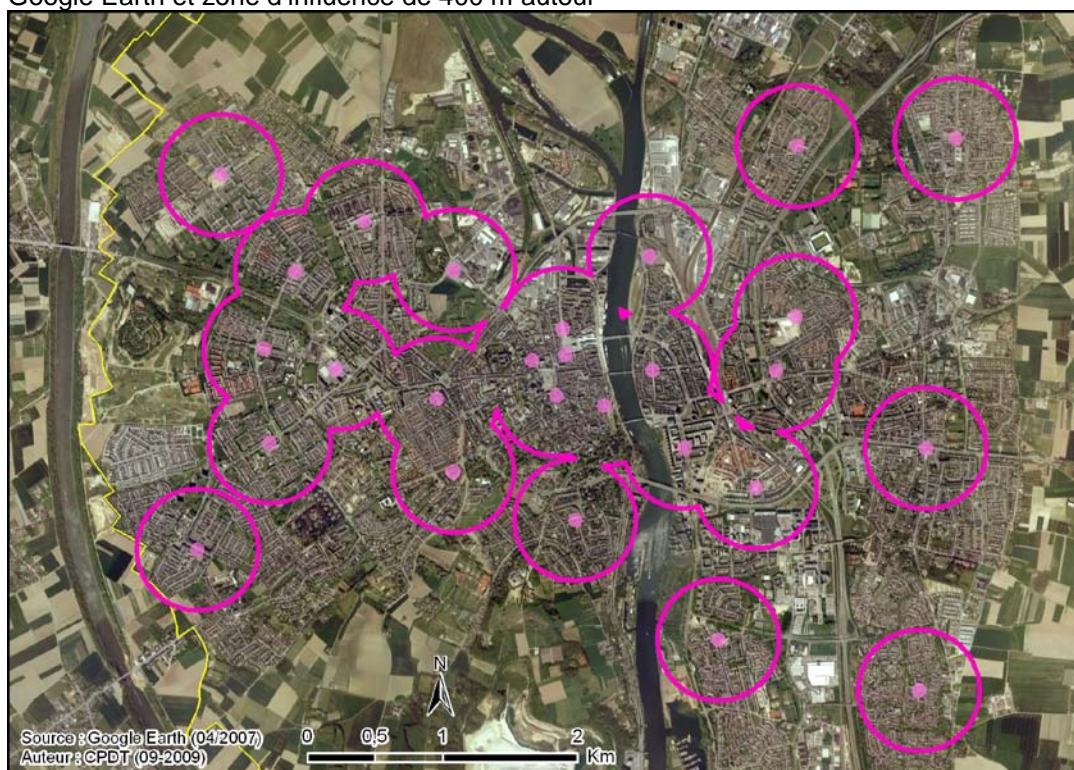 Google Earth et zone d'influence de 400 m autour
N
Source : Google Earth (04/2007)
Auteur : CPDT (09-2009)
0 0,5 1 2
Km